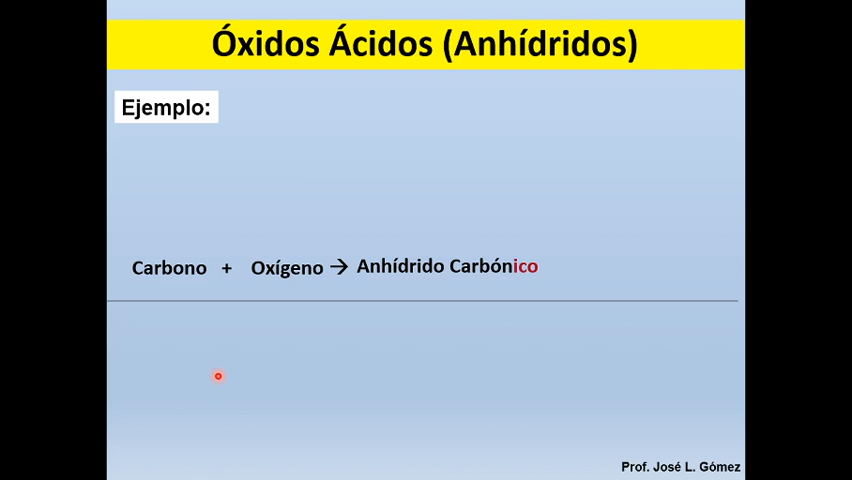 Óxidos Ácidos (Anhídridos)
Ejemplo:
Carbono + Oxígeno → Anhídrido Carbónico
Prof. José L. Gómez